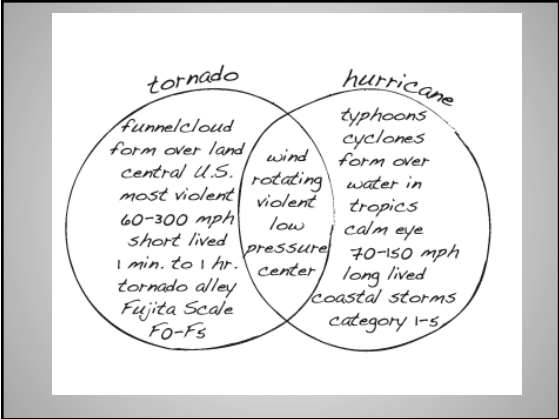 tornado
funnelcloud
form over land
central U.S.
most violent
60-300 mph
short lived
1 min. to 1 hr.
tornado alley
Fujita Scale
F0-F5
wind
rotating
violent
low
pressure
center
hurricane
typhoons
cyclones
form over
water in
tropics
calm eye
70-150 mph
long lived
coastal storms
category 1-5